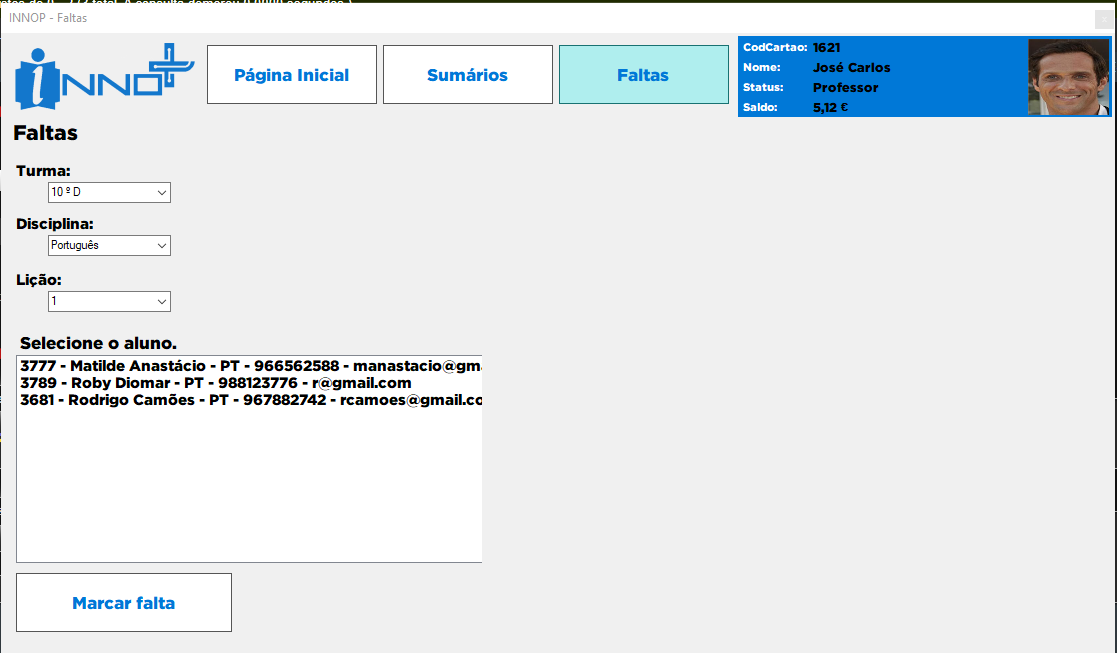 INNOP - Faltas
INNO
Página Inicial
Sumários
Faltas
CodCartao: 1621
Nome: José Carlos
Status: Professor
Saldo: 5,12 €
Faltas
Turma:
10 º D
Disciplina:
Português
Lição:
1
Selecione o aluno.
3777 - Matilde Anastácio - PT - 966562588 - manastacio@gm
3789 - Roby Diomar - PT - 988123776 - r@gmail.com
3681 - Rodrigo Camões - PT - 967882742 - rcamoes@gmail.co
Marcar falta